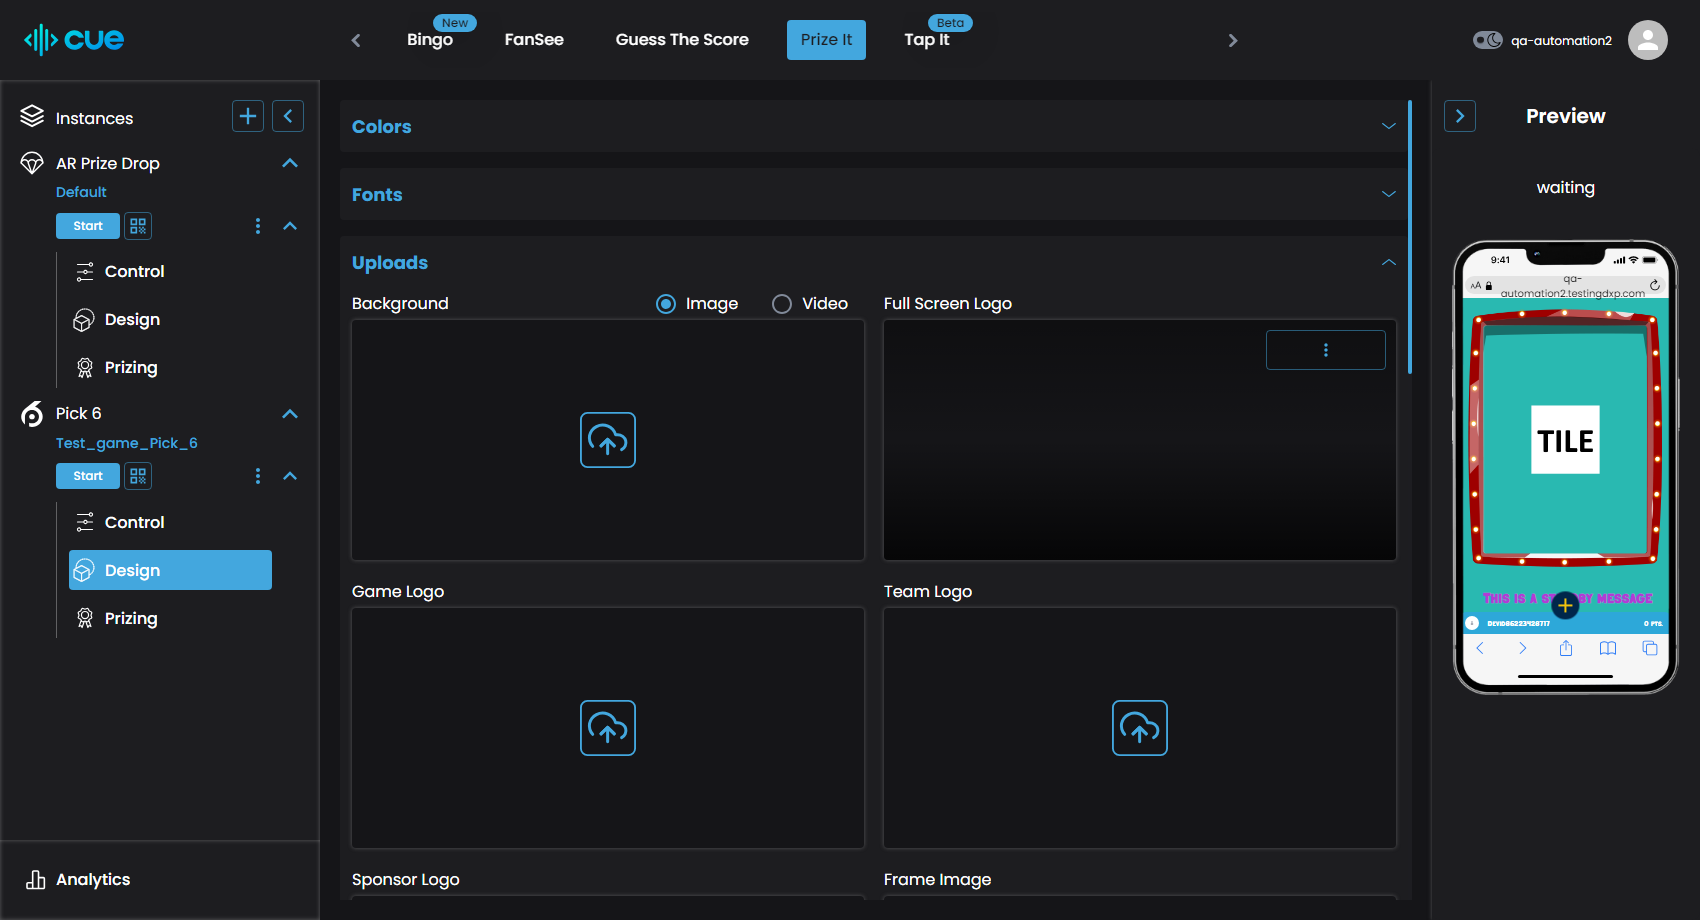 cue
New
Beta
Bingo
FanSee
Guess The Score
Prize It
Tap It
qa-automation2
Instances
AR Prize Drop
Default
Start
Control
Design
Prizing
Pick 6
Test_game_Pick_6
Start
Control
Design
Prizing
Analytics
Colors
Fonts
Uploads
Background
Image
Video
Full Screen Logo
Game Logo
Team Logo
Sponsor Logo
Frame Image
Preview
waiting
9:41
AA
qa-
automation2.testingdxp.com
TILE
THIS IS A ST BY MESSAGE
0 PTS.